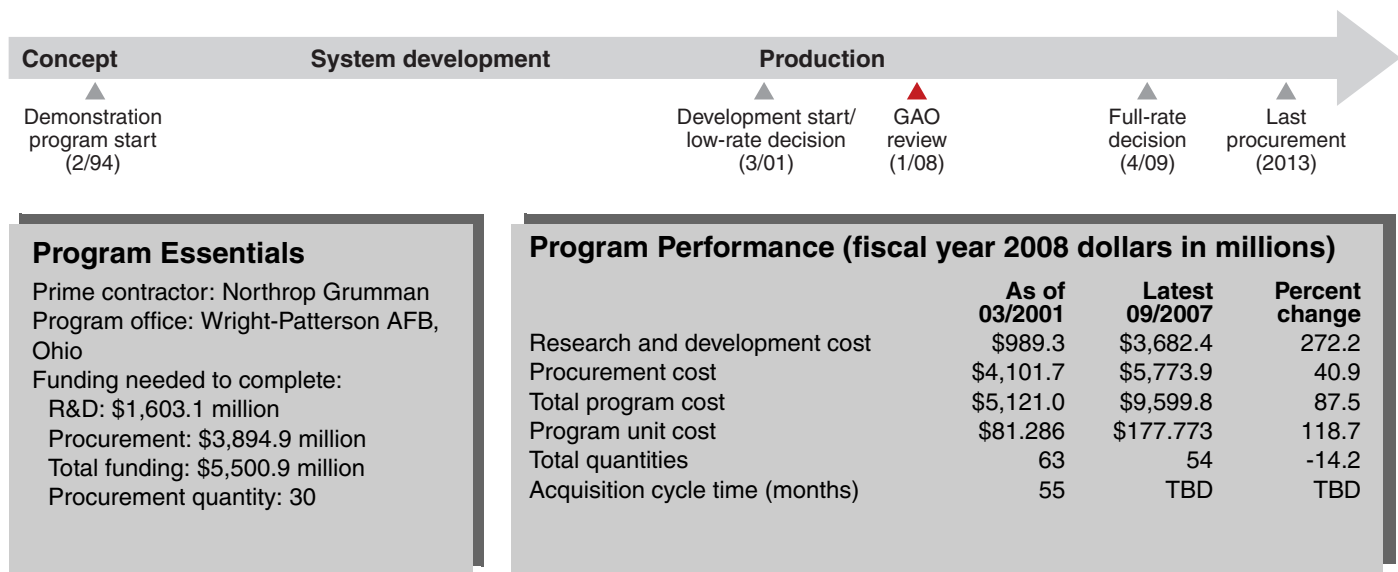 Concept System development Production
Demonstration
program start
(2/94)
Development start/
low-rate decision
(3/01)
GAO
review
(1/08)
Full-rate
decision
(4/09)
Last
procurement
(2013)
Program Essentials
Prime contractor: Northrop Grumman
Program office: Wright-Patterson AFB,
Ohio
Funding needed to complete:
R&D: $1,603.1 million
Procurement: $3,894.9 million
Total funding: $5,500.9 million
Procurement quantity: 30
Program Performance (fiscal year 2008 dollars in millions)
As of Latest Percent
03/2001 09/2007 change
Research and development cost $989.3 $3,682.4 272.2
Procurement cost $4,101.7 $5,773.9 40.9
Total program cost $5,121.0 $9,599.8 87.5
Program unit cost $81.286 $177.773 118.7
Total quantities 63 54 -14.2
Acquisition cycle time (months) 55 TBD TBD